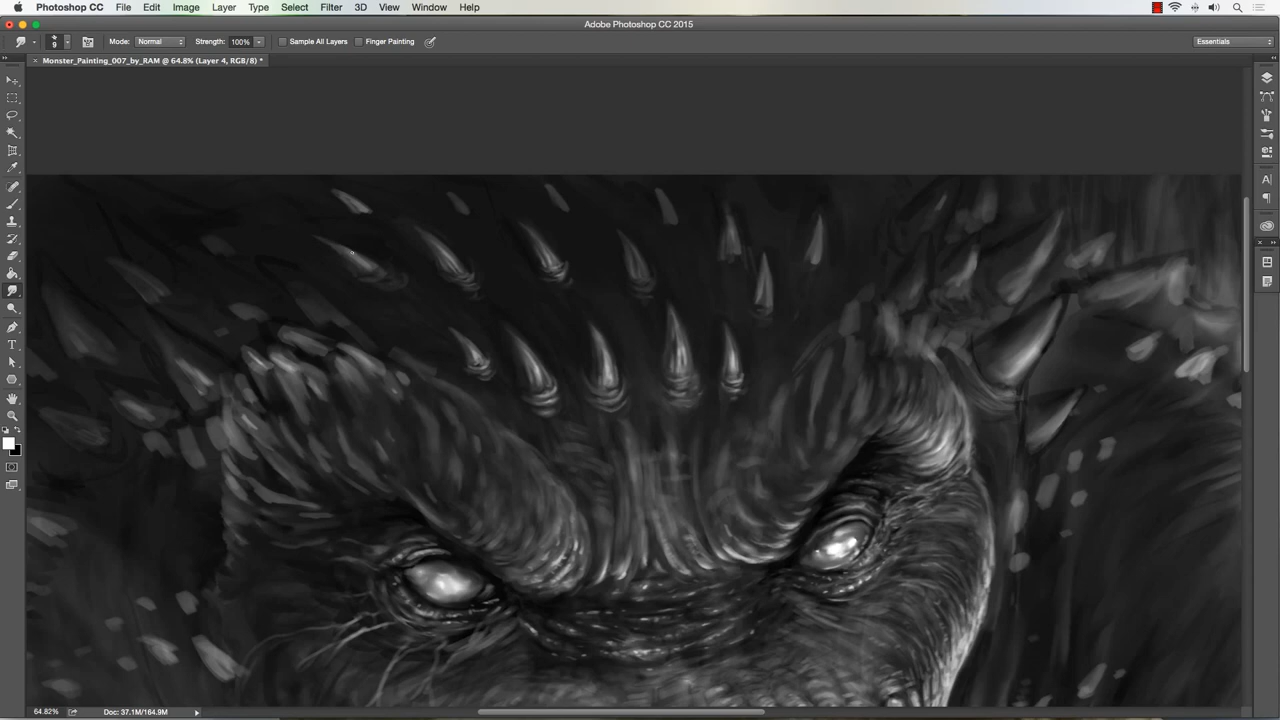 Photoshop CC File Edit Image Layer Type Select Filter 3D View Window Help
Adobe Photoshop CC 2015
9 Mode: Normal Strength: 100% Sample All Layers Finger Painting Essentials
× Monster_Painting_007_by_RAM @ 64.8% (Layer 4, RGB/8) *
64.82% Doc: 37.1M/164.9M